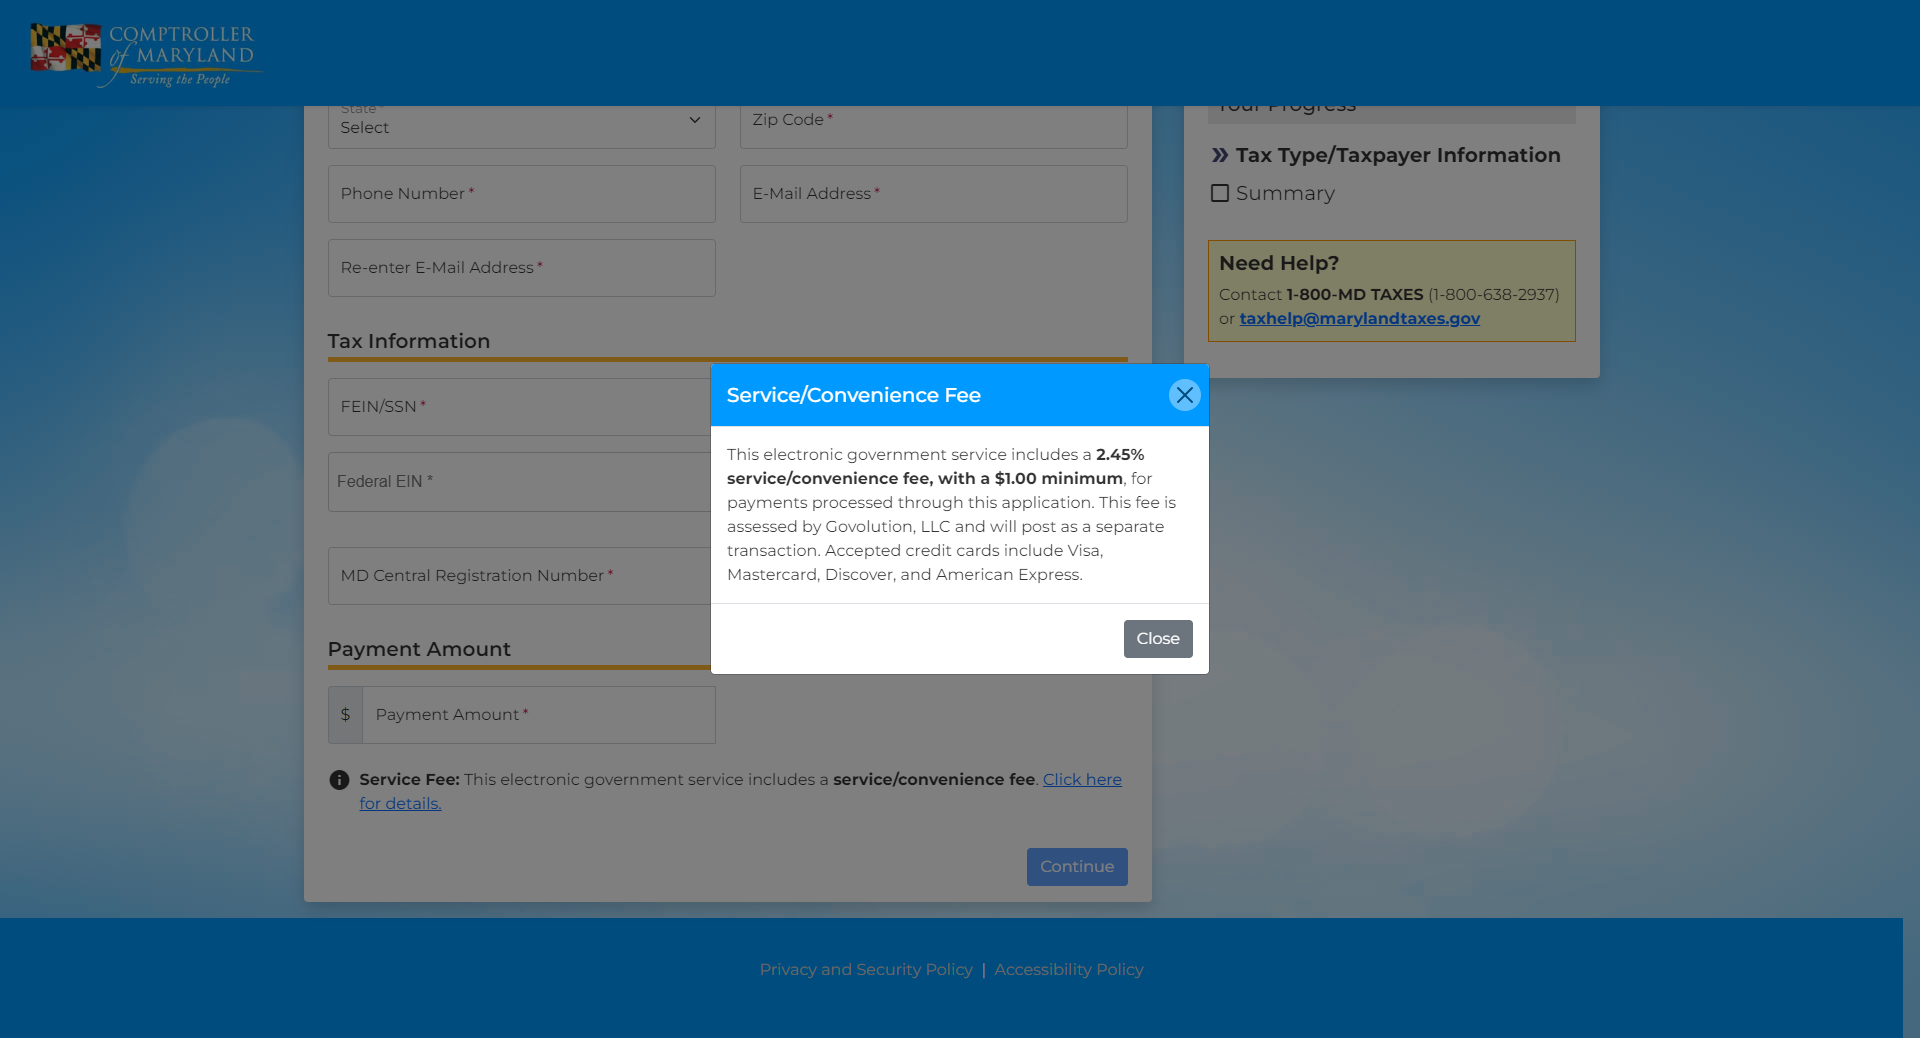 COMPTROLLER
of MARYLAND
Serving the People
State *
Select
Zip Code *
Phone Number *
E-Mail Address *
Re-enter E-Mail Address *
Tax Information
FEIN/SSN *
Federal EIN *
MD Central Registration Number *
Payment Amount
$ Payment Amount *
Service Fee: This electronic government service includes a service/convenience fee. Click here
for details.
Continue
Your Progress
Tax Type/Taxpayer Information
Summary
Need Help?
Contact 1-800-MD TAXES (1-800-638-2937)
or taxhelp@marylandtaxes.gov
Service/Convenience Fee
This electronic government service includes a 2.45%
service/convenience fee, with a $1.00 minimum, for
payments processed through this application. This fee is
assessed by Govolution, LLC and will post as a separate
transaction. Accepted credit cards include Visa,
Mastercard, Discover, and American Express.
Close
Privacy and Security Policy | Accessibility Policy